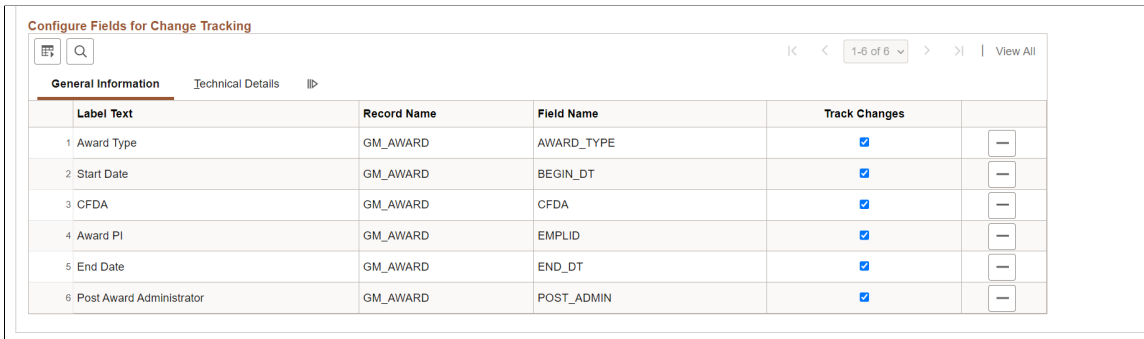 Configure Fields for Change Tracking
1-6 of 6 | View All
General Information Technical Details
Label Text Record Name Field Name Track Changes
1 Award Type GM_AWARD AWARD_TYPE
2 Start Date GM_AWARD BEGIN_DT
3 CFDA GM_AWARD CFDA
4 Award PI GM_AWARD EMPLID
5 End Date GM_AWARD END_DT
6 Post Award Administrator GM_AWARD POST_ADMIN